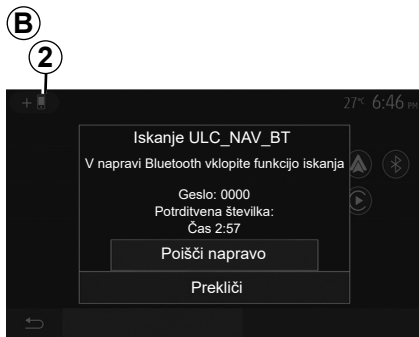 B
2
27°C 6:46 PM
Iskanje ULC_NAV_BT
V napravi Bluetooth vklopite funkcijo iskanja
Geslo: 0000
Potrditvena številka:
Čas 2:57
Poišči napravo
Prekliči